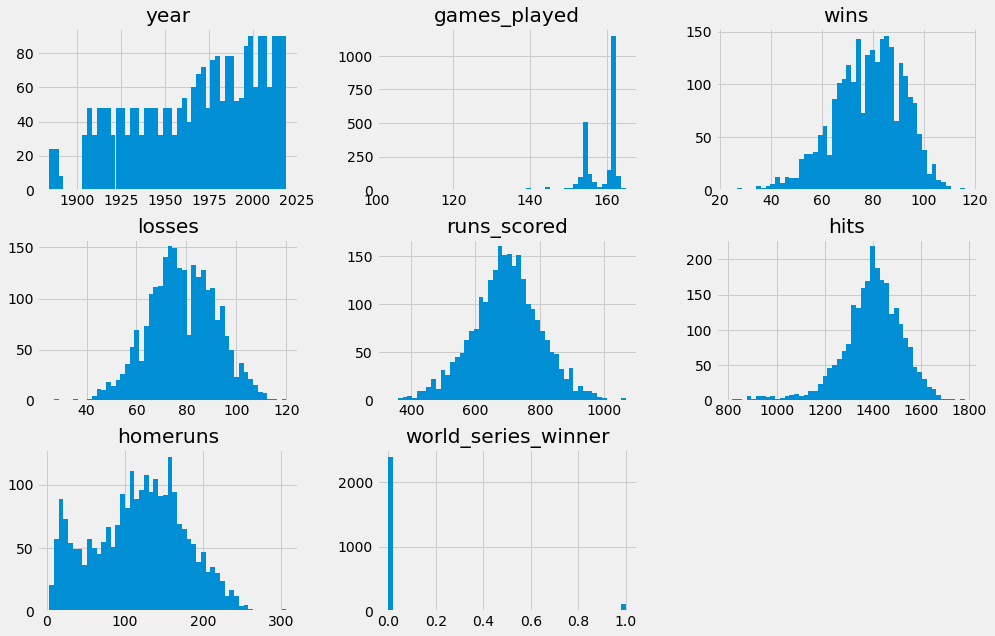 year
80
60
40
20
0
1900 1925 1950 1975 2000 2025
games_played
1000
750
500
250
0
100 120 140 160
wins
150
100
50
0
20 40 60 80 100 120
losses
150
100
50
0
40 60 80 100 120
runs_scored
150
100
50
0
400 600 800 1000
hits
200
150
100
50
0
800 1000 1200 1400 1600 1800
homeruns
100
50
0
0 100 200 300
world_series_winner
2000
1000
0
0.0 0.2 0.4 0.6 0.8 1.0